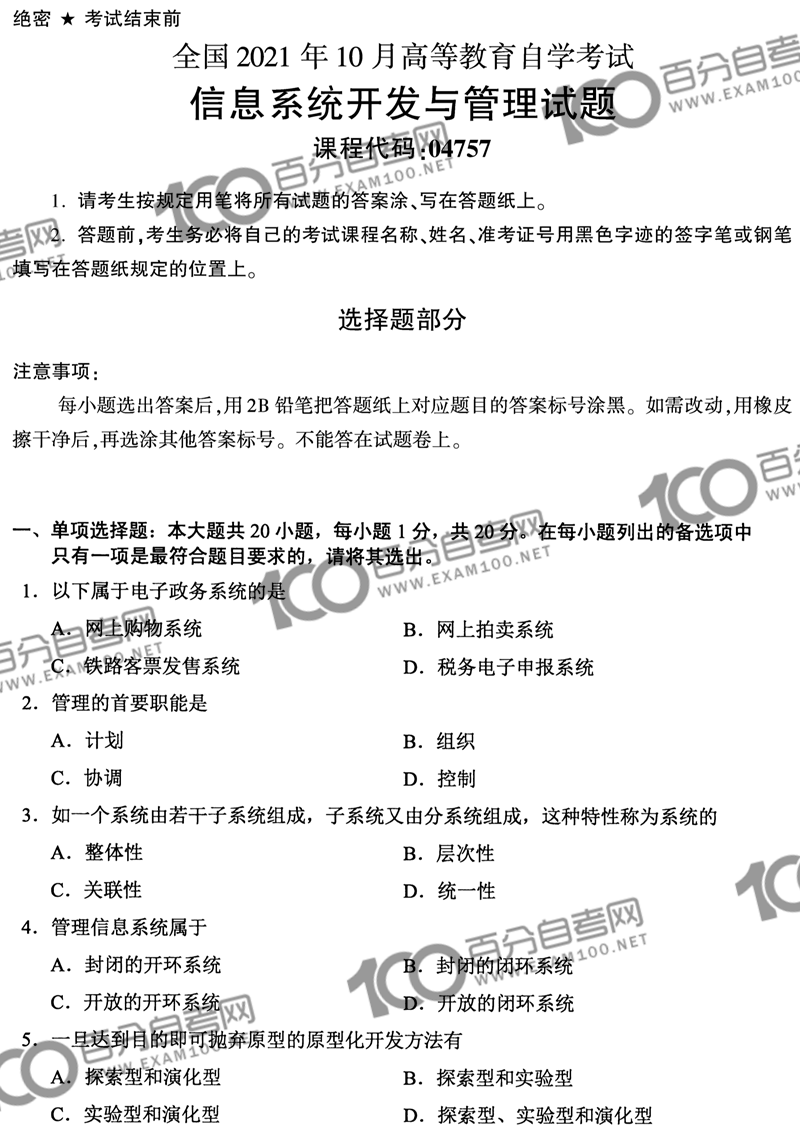 绝密 ★ 考试结束前
全国 2021 年 10 月高等教育自学考试
信息系统开发与管理试题
课程代码:04757
1. 请考生按规定用笔将所有试题的答案涂、写在答题纸上。
2. 答题前,考生务必将自己的考试课程名称、姓名、准考证号用黑色字迹的签字笔或钢笔
填写在答题纸规定的位置上。
选择题部分
注意事项:
每小题选出答案后,用 2B 铅笔把答题纸上对应题目的答案标号涂黑。如需改动,用橡皮
擦干净后,再选涂其他答案标号。不能答在试题卷上。
一、单项选择题：本大题共 20 小题，每小题 1 分，共 20 分。在每小题列出的备选项中
只有一项是最符合题目要求的，请将其选出。
1．以下属于电子政务系统的是
A．网上购物系统 B．网上拍卖系统
C．铁路客票发售系统 D．税务电子申报系统
2．管理的首要职能是
A．计划 B．组织
C．协调 D．控制
3．如一个系统由若干子系统组成，子系统又由分系统组成，这种特性称为系统的
A．整体性 B．层次性
C．关联性 D．统一性
4．管理信息系统属于
A．封闭的开环系统 B．封闭的闭环系统
C．开放的开环系统 D．开放的闭环系统
5．一旦达到目的即可抛弃原型的原型化开发方法有
A．探索型和演化型 B．探索型和实验型
C．实验型和演化型 D．探索型、实验型和演化型
100百分自考网
WWW.EXAM100.NET